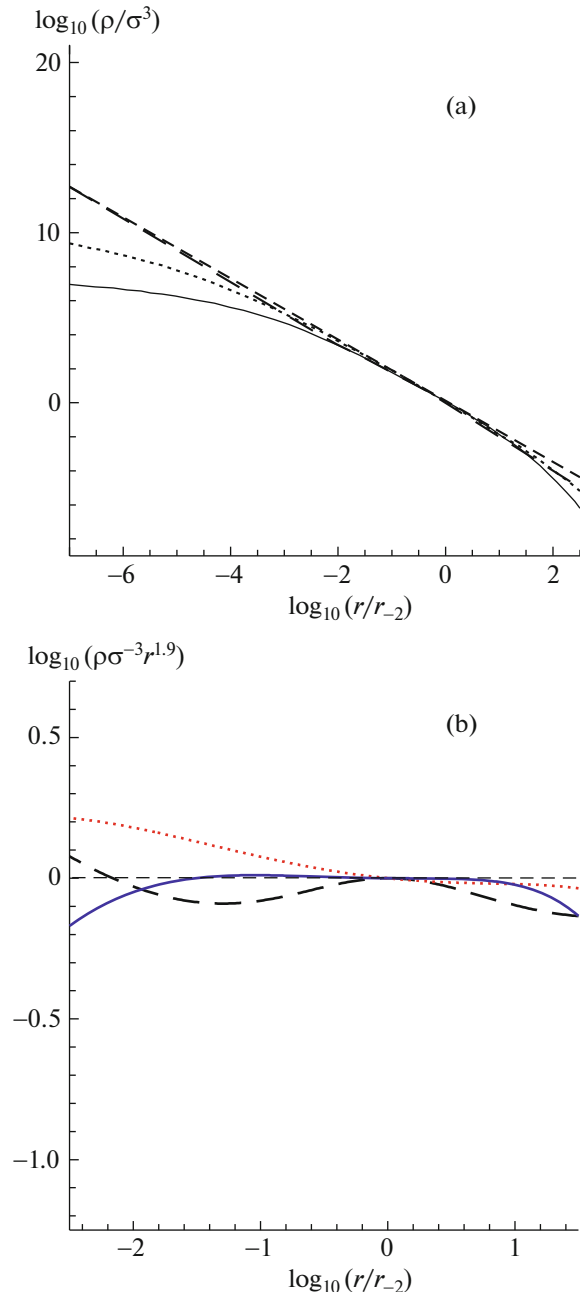 log₁₀(ρ/σ³)
20
(a)
10
0
−6 −4 −2 0 2
log₁₀(r/r₋₂)
log₁₀(ρσ⁻³r¹·⁹)
(b)
0.5
0
−0.5
−1.0
−2 −1 0 1
log₁₀(r/r₋₂)